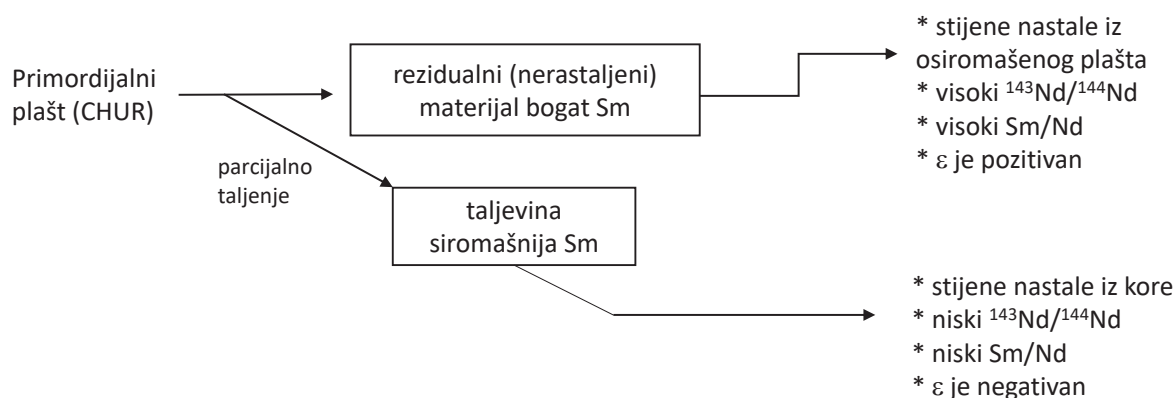 Primordijalni
plašt (CHUR)
rezidualni (nerastaljeni)
materijal bogat Sm
* stijene nastale iz
osiromašenog plašta
* visoki ¹⁴³Nd/¹⁴⁴Nd
* visoki Sm/Nd
* ε je pozitivan
parcijalno
taljenje
taljevina
siromašnija Sm
* stijene nastale iz kore
* niski ¹⁴³Nd/¹⁴⁴Nd
* niski Sm/Nd
* ε je negativan